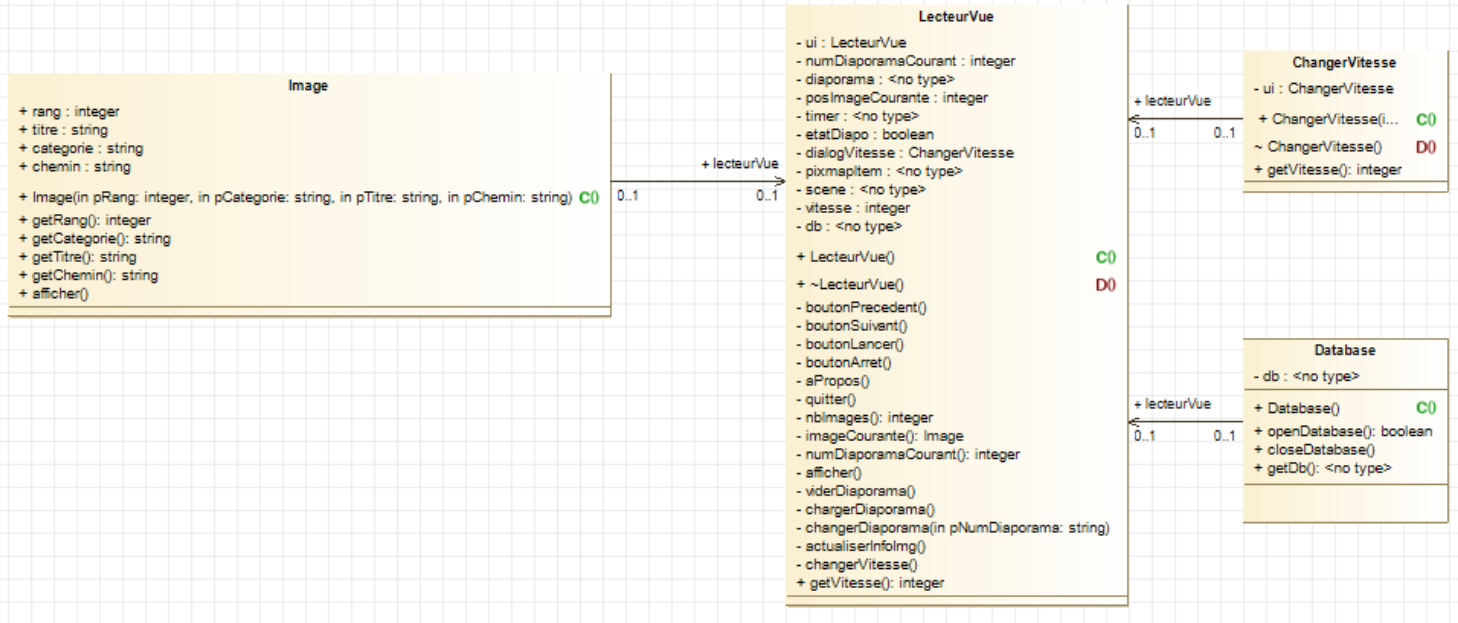 Image
+ rang : integer
+ titre : string
+ categorie : string
+ chemin : string
+ Image(in pRang: integer, in pCategorie: string, in pTitre: string, in pChemin: string) C()
+ getRang(): integer
+ getCategorie(): string
+ getTitre(): string
+ getChemin(): string
+ afficher()
+ lecteurVue
0..1
0..1
LecteurVue
- ui : LecteurVue
- numDiaporamaCourant : integer
- diaporama : <no type>
- posImageCourante : integer
- timer : <no type>
- etatDiapo : boolean
- dialogVitesse : ChangerVitesse
- pixmapItem : <no type>
- scene : <no type>
- vitesse : integer
- db : <no type>
+ LecteurVue() C()
+ ~LecteurVue() D()
- boutonPrecedent()
- boutonSuivant()
- boutonLancer()
- boutonArret()
- aPropos()
- quitter()
- nbImages(): integer
- imageCourante(): Image
- numDiaporamaCourant(): integer
- afficher()
- viderDiaporama()
- chargerDiaporama()
- changerDiaporama(in pNumDiaporama: string)
- actualiserInfoImg()
- changerVitesse()
+ getVitesse(): integer
+ lecteurVue
0..1
0..1
ChangerVitesse
- ui : ChangerVitesse
+ ChangerVitesse(i... C()
~ ChangerVitesse() D()
+ getVitesse(): integer
+ lecteurVue
0..1
0..1
Database
- db : <no type>
+ Database() C()
+ openDatabase(): boolean
+ closeDatabase()
+ getDb(): <no type>